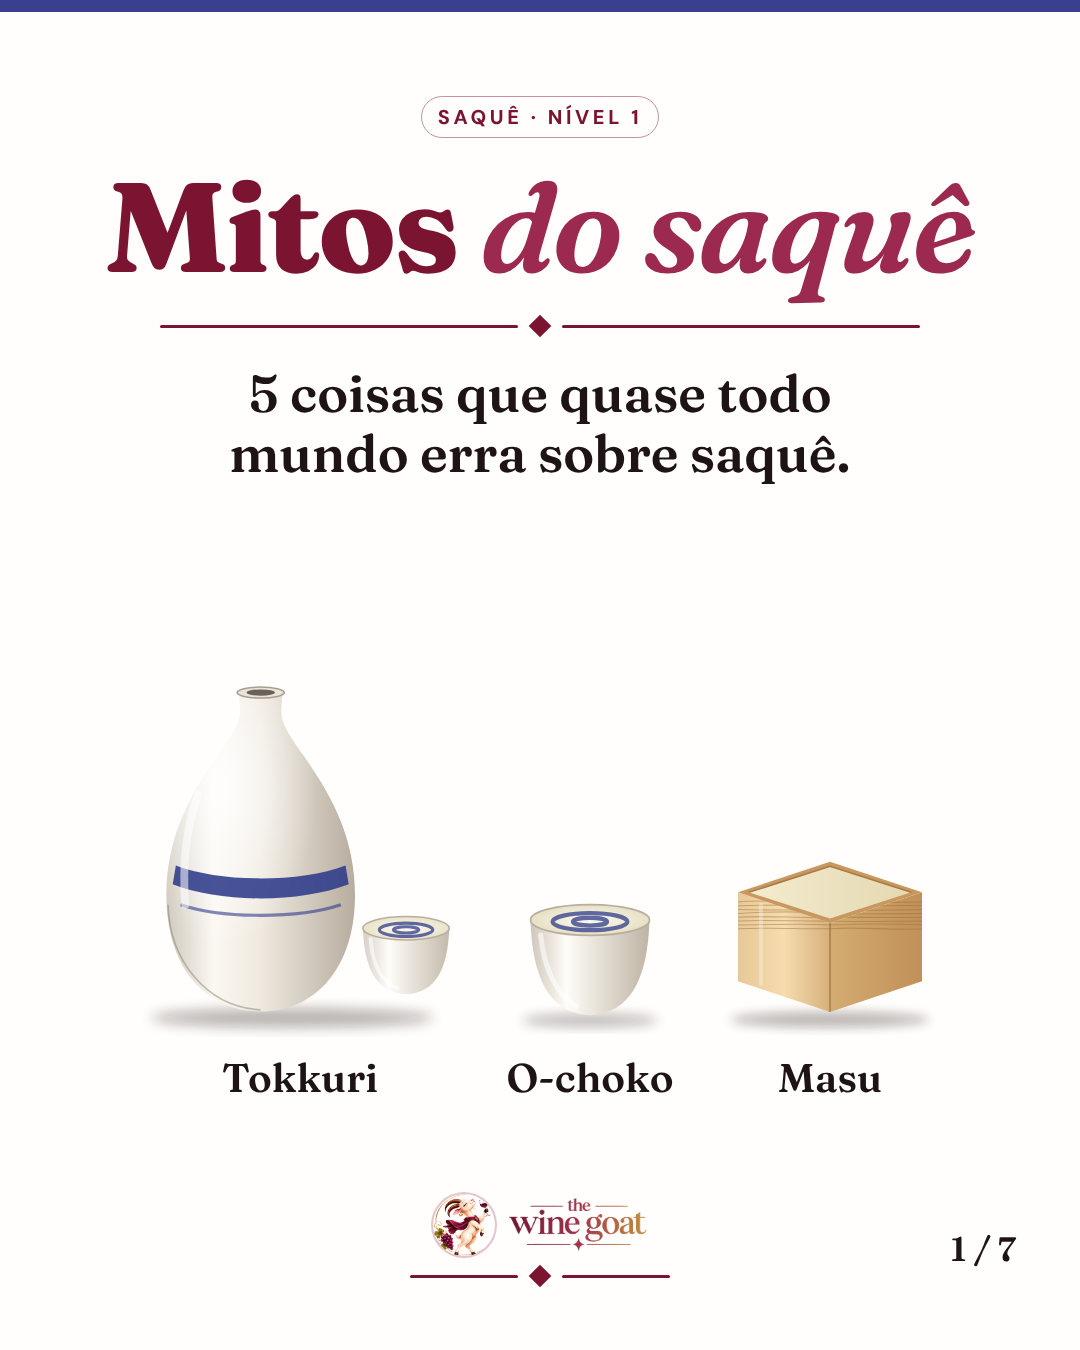 SAQUÊ · NÍVEL 1
Mitos do saquê
5 coisas que quase todo
mundo erra sobre saquê.
Tokkuri
O-choko
Masu
the
wine goat
1 / 7